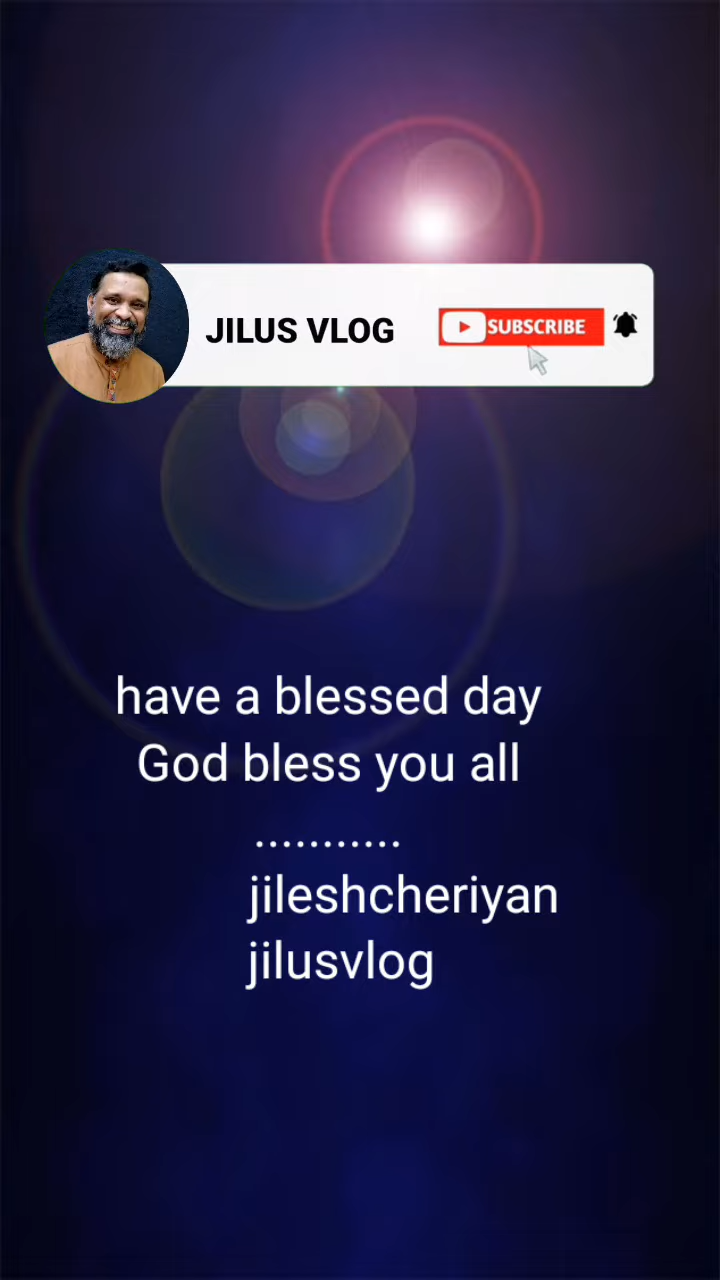 JILUS VLOG
SUBSCRIBE
have a blessed day
God bless you all
...........
jileshcheriyan
jilusvlog